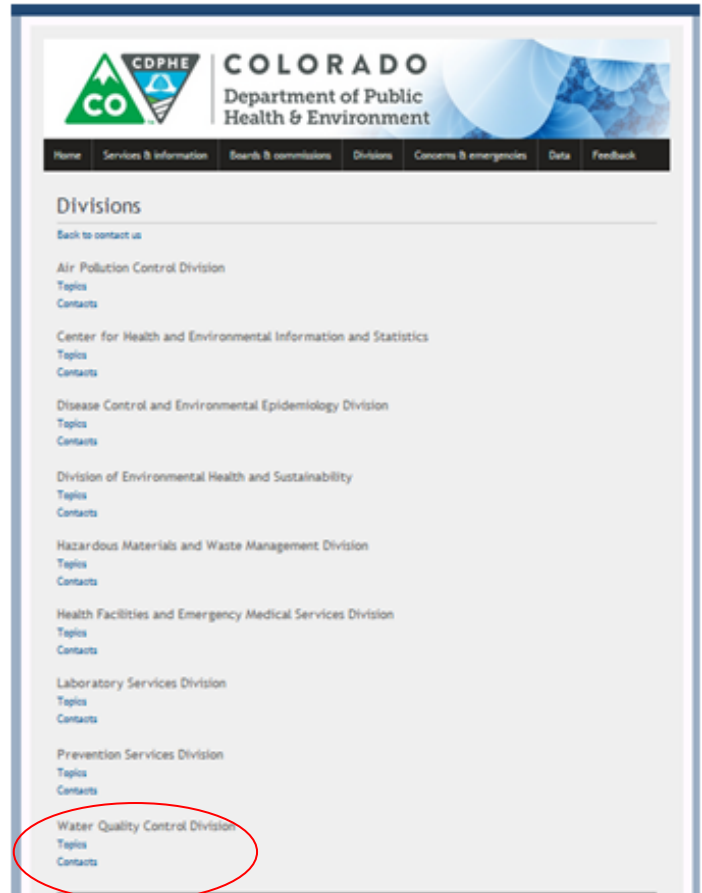 CDPHE
CO
TM
COLORADO
Department of Public
Health & Environment
Home Services & information Boards & commissions Divisions Concerns & emergencies Data Feedback
Divisions
Back to contact us
Air Pollution Control Division
Topics
Contacts
Center for Health and Environmental Information and Statistics
Topics
Contacts
Disease Control and Environmental Epidemiology Division
Topics
Contacts
Division of Environmental Health and Sustainability
Topics
Contacts
Hazardous Materials and Waste Management Division
Topics
Contacts
Health Facilities and Emergency Medical Services Division
Topics
Contacts
Laboratory Services Division
Topics
Contacts
Prevention Services Division
Topics
Contacts
Water Quality Control Division
Topics
Contacts